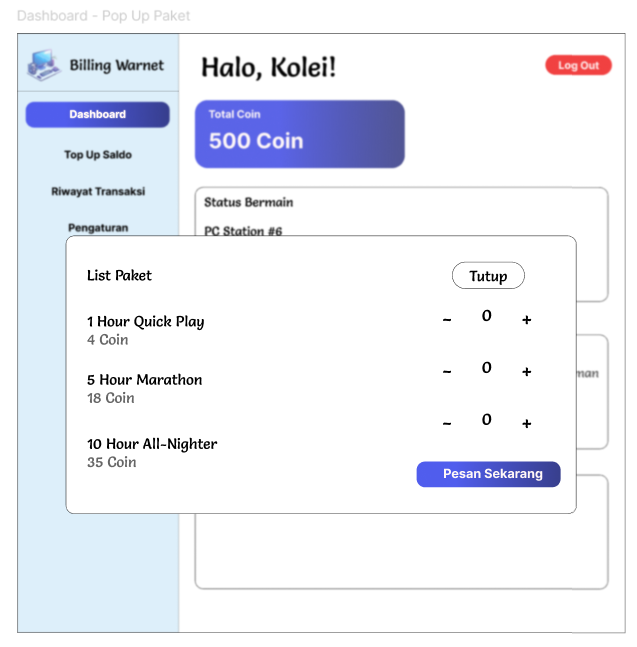 Dashboard - Pop Up Paket
Billing Warnet
Halo, Kolei!
Log Out
Dashboard
Top Up Saldo
Riwayat Transaksi
Pengaturan
Total Coin
500 Coin
Status Bermain
PC Station #6
man
List Paket
Tutup
1 Hour Quick Play
4 Coin
- 0 +
5 Hour Marathon
18 Coin
- 0 +
10 Hour All-Nighter
35 Coin
- 0 +
Pesan Sekarang